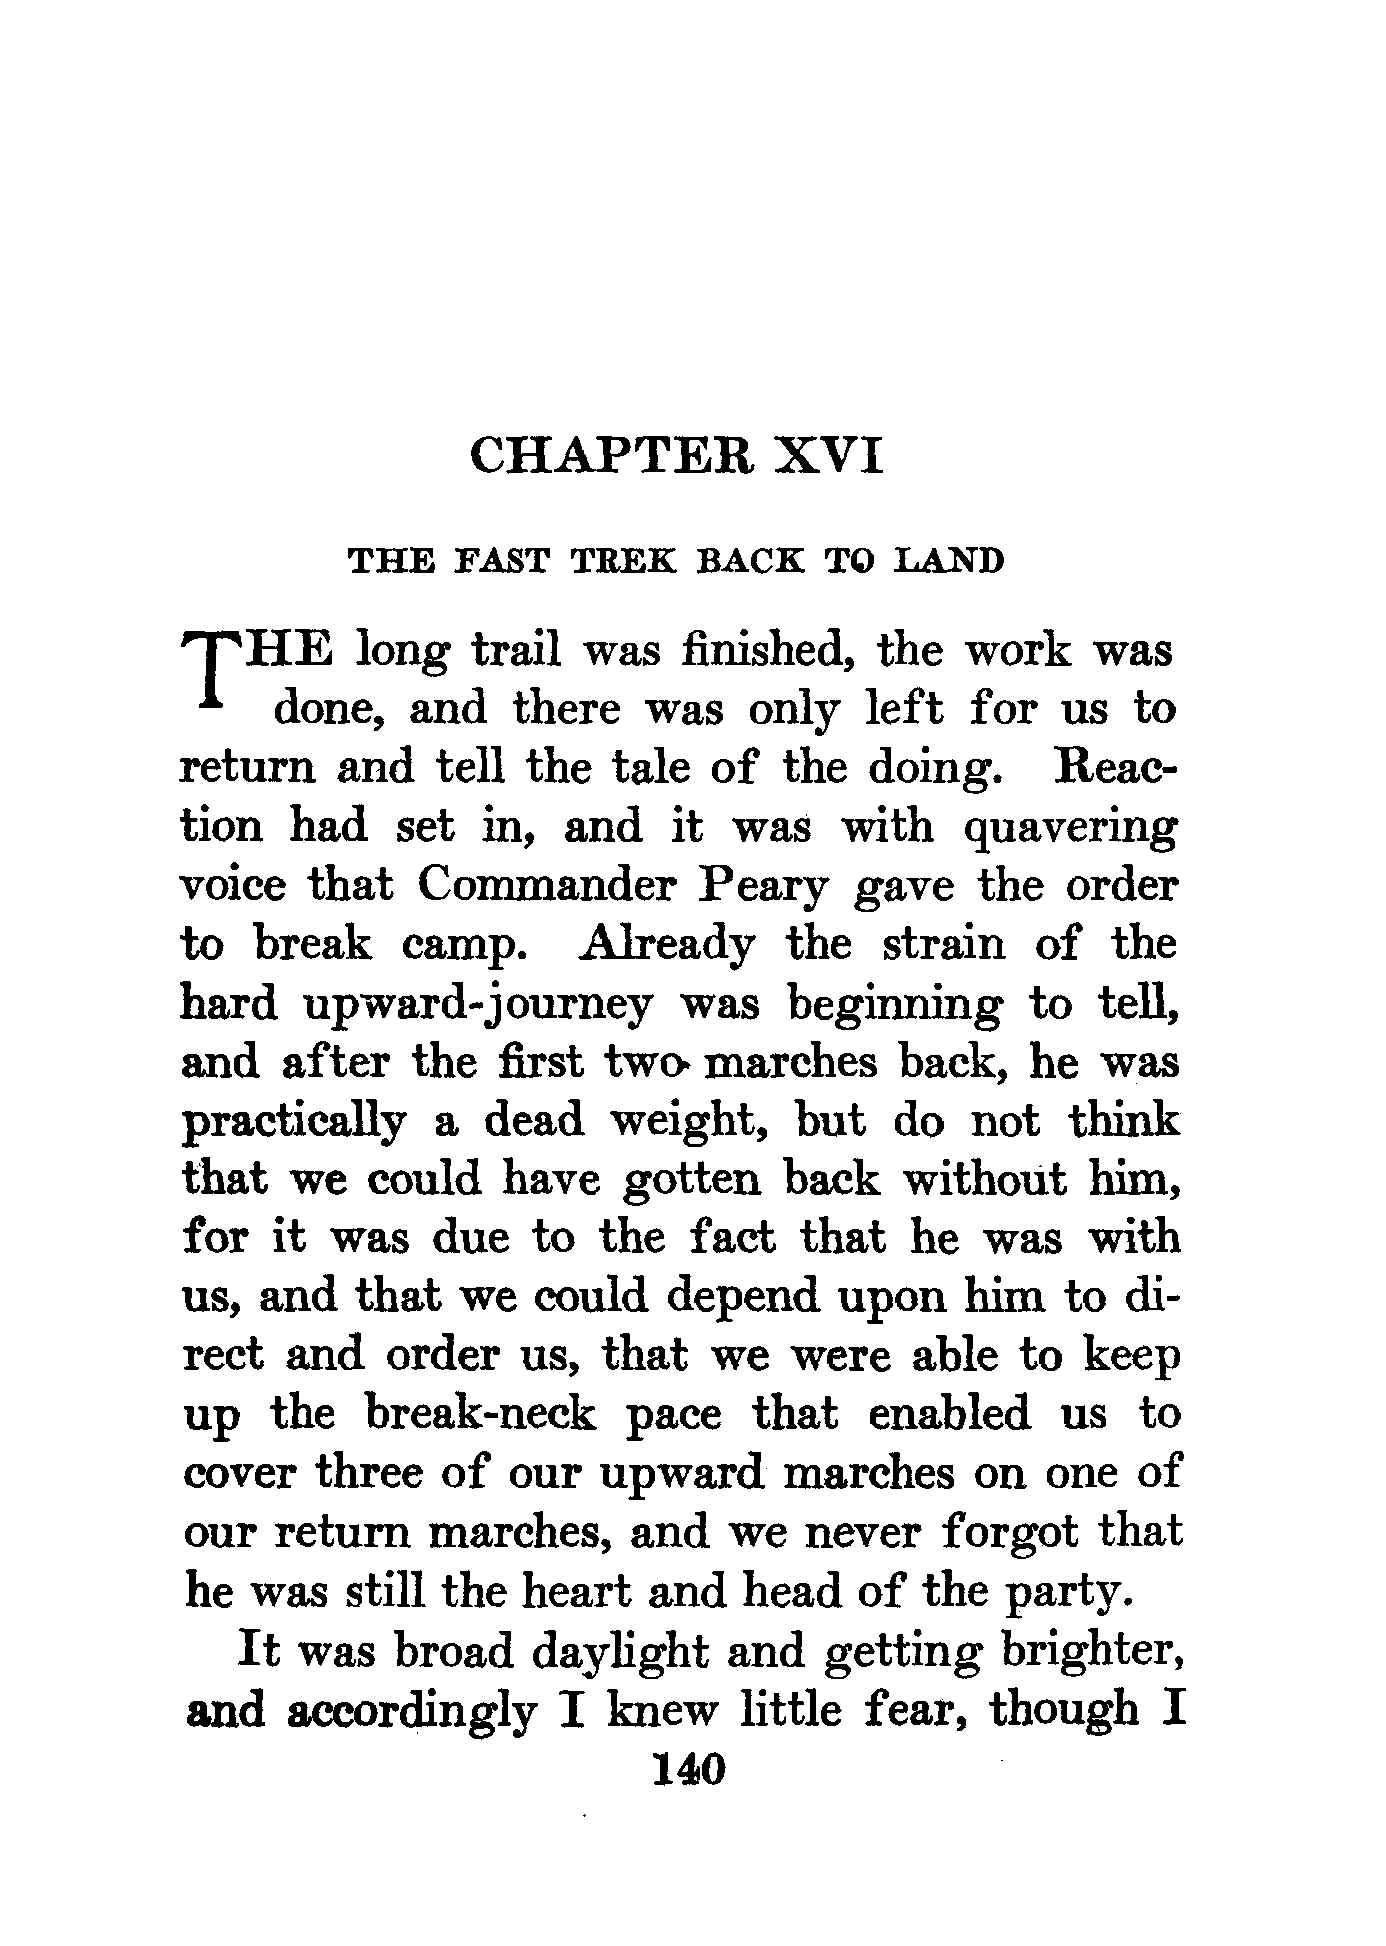 CHAPTER XVI
THE FAST TREK BACK TO LAND
THE long trail was finished, the work was
done, and there was only left for us to
return and tell the tale of the doing. Reac-
tion had set in, and it was with quavering
voice that Commander Peary gave the order
to break camp. Already the strain of the
hard upward-journey was beginning to tell,
and after the first two marches back, he was
practically a dead weight, but do not think
that we could have gotten back without him,
for it was due to the fact that he was with
us, and that we could depend upon him to di-
rect and order us, that we were able to keep
up the break-neck pace that enabled us to
cover three of our upward marches on one of
our return marches, and we never forgot that
he was still the heart and head of the party.
It was broad daylight and getting brighter,
and accordingly I knew little fear, though I
140